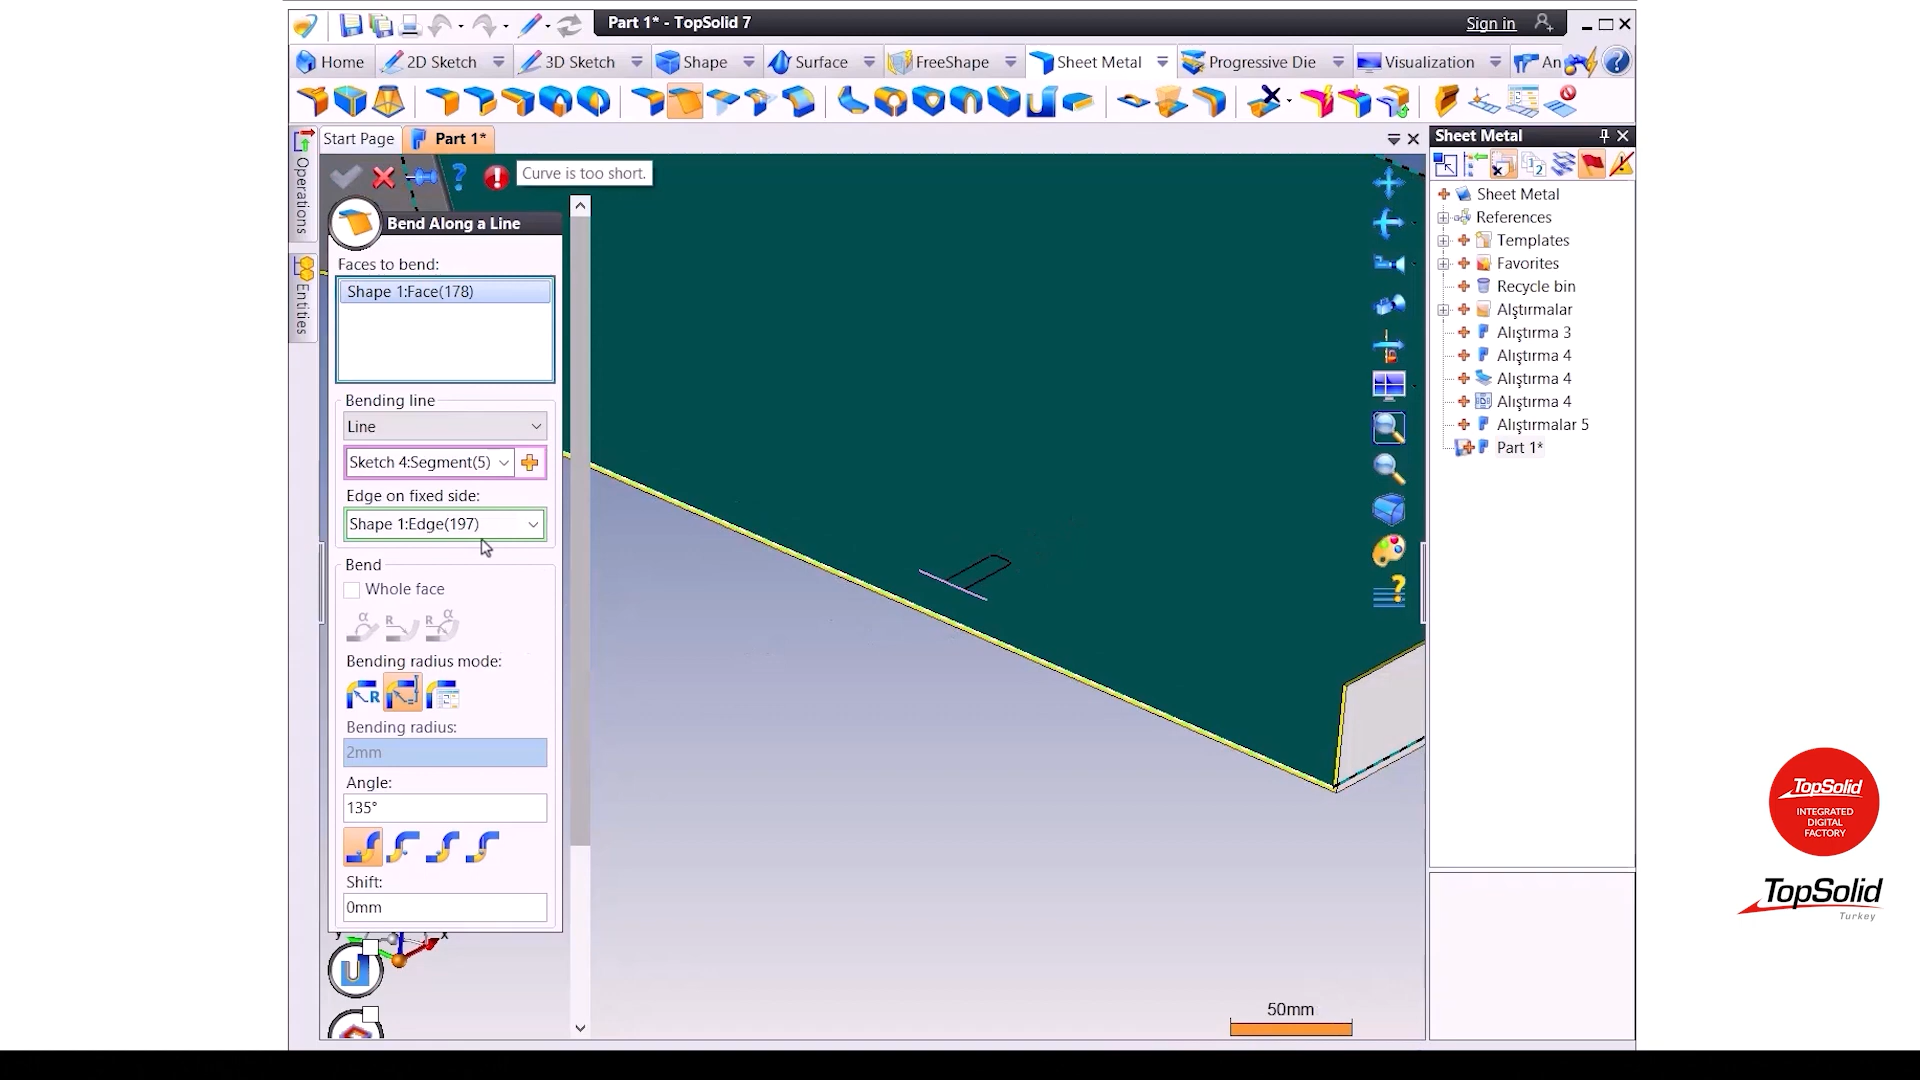 Part 1* - TopSolid 7
Sign in
Home
2D Sketch
3D Sketch
Shape
Surface
FreeShape
Sheet Metal
Progressive Die
Visualization
An
Start Page
Part 1*
Sheet Metal
Operations
Entities
Curve is too short.
Bend Along a Line
Faces to bend:
Shape 1:Face(178)
Bending line
Line
Sketch 4:Segment(5)
Edge on fixed side:
Shape 1:Edge(197)
Bend
Whole face
Bending radius mode:
Bending radius:
2mm
Angle:
135°
Shift:
0mm
50mm
Sheet Metal
References
Templates
Favorites
Recycle bin
Alştırmalar
Alıştırma 3
Alıştırma 4
Alıştırma 4
Alıştırma 4
Alıştırmalar 5
Part 1*
TopSolid
INTEGRATED
DIGITAL
FACTORY
TopSolid
Turkey